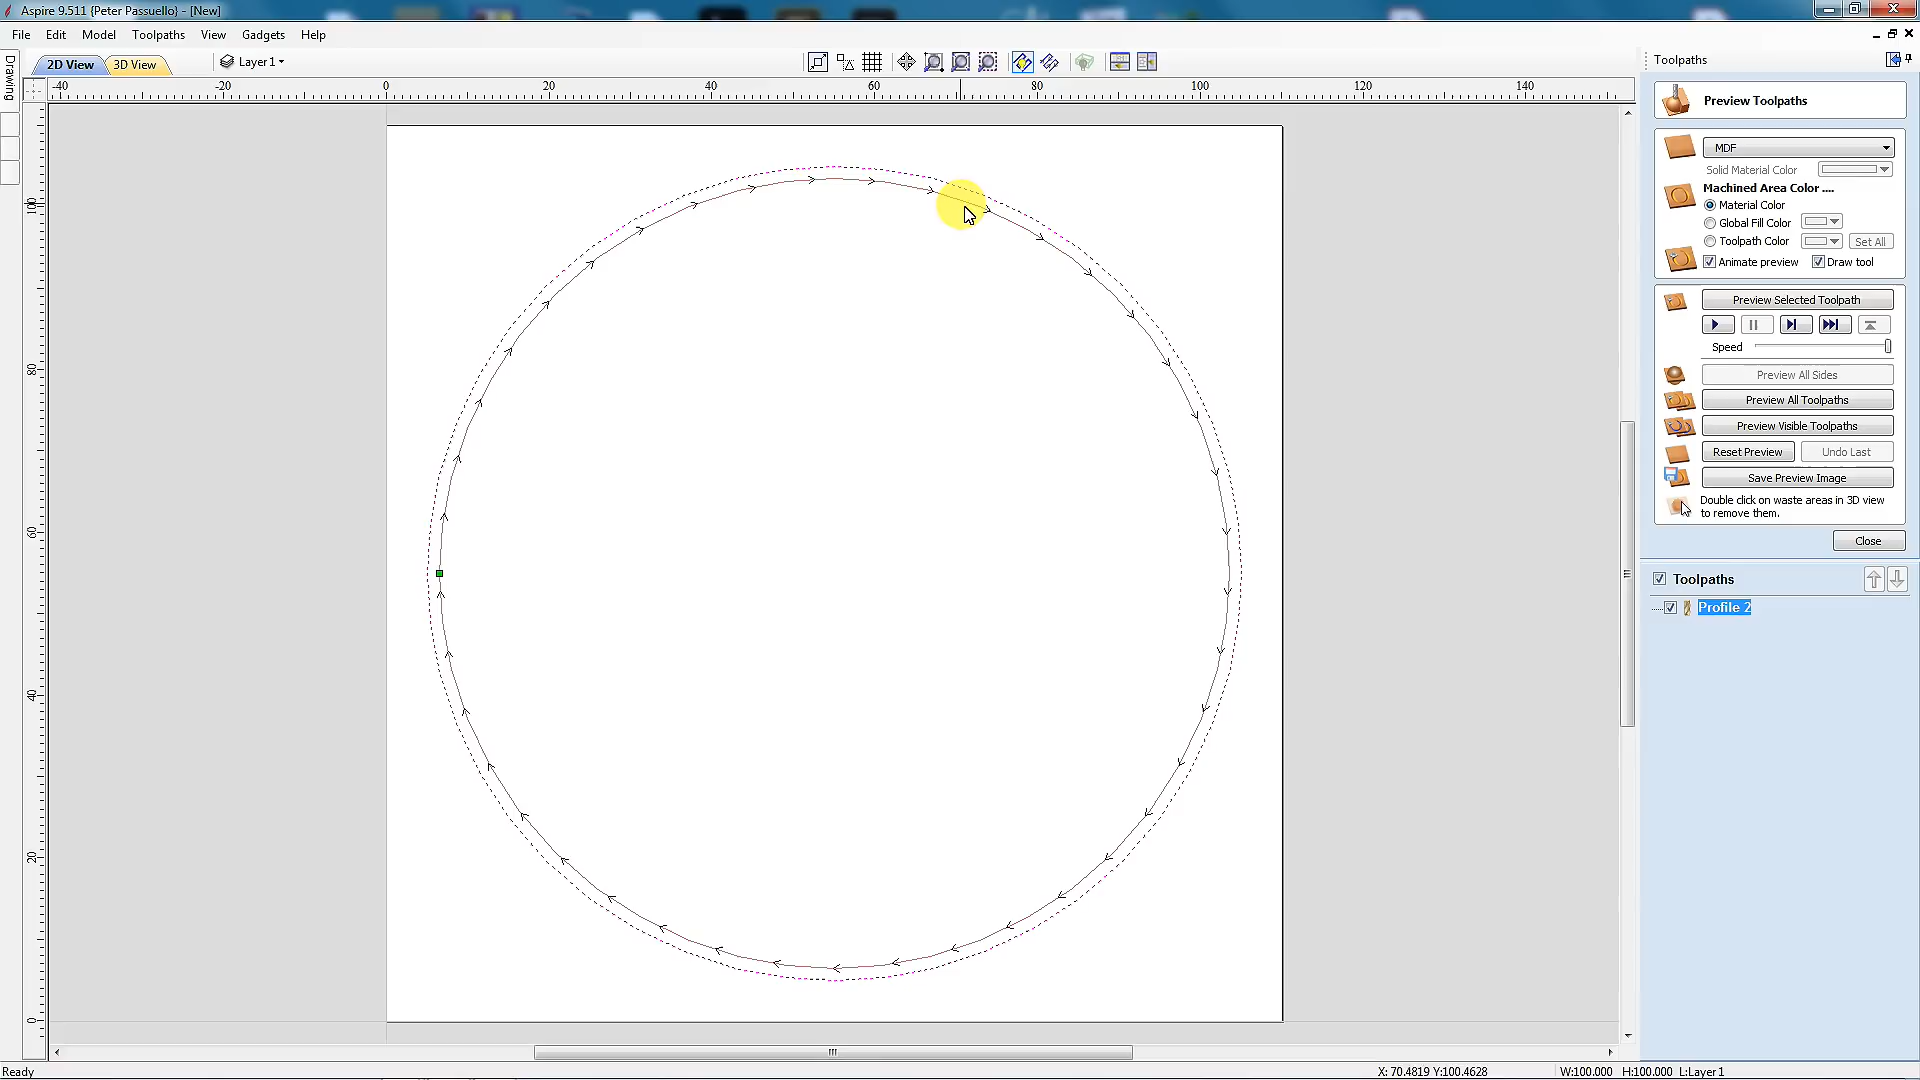 Aspire 9.511 {Peter Passuello} - [New]
File Edit Model Toolpaths View Gadgets Help
Drawing
2D View 3D View Layer 1
-40 -20 0 20 40 60 80 100 120 140
100
80
60
40
20
0
Toolpaths
Preview Toolpaths
MDF
Solid Material Color
Machined Area Color ....
Material Color
Global Fill Color
Toolpath Color Set All
Animate preview Draw tool
Preview Selected Toolpath
Speed
Preview All Sides
Preview All Toolpaths
Preview Visible Toolpaths
Reset Preview Undo Last
Save Preview Image
Double click on waste areas in 3D view
to remove them.
Close
Toolpaths
Profile 2
Ready X: 70.4819 Y:100.4628 W:100.000 H:100.000 L:Layer 1